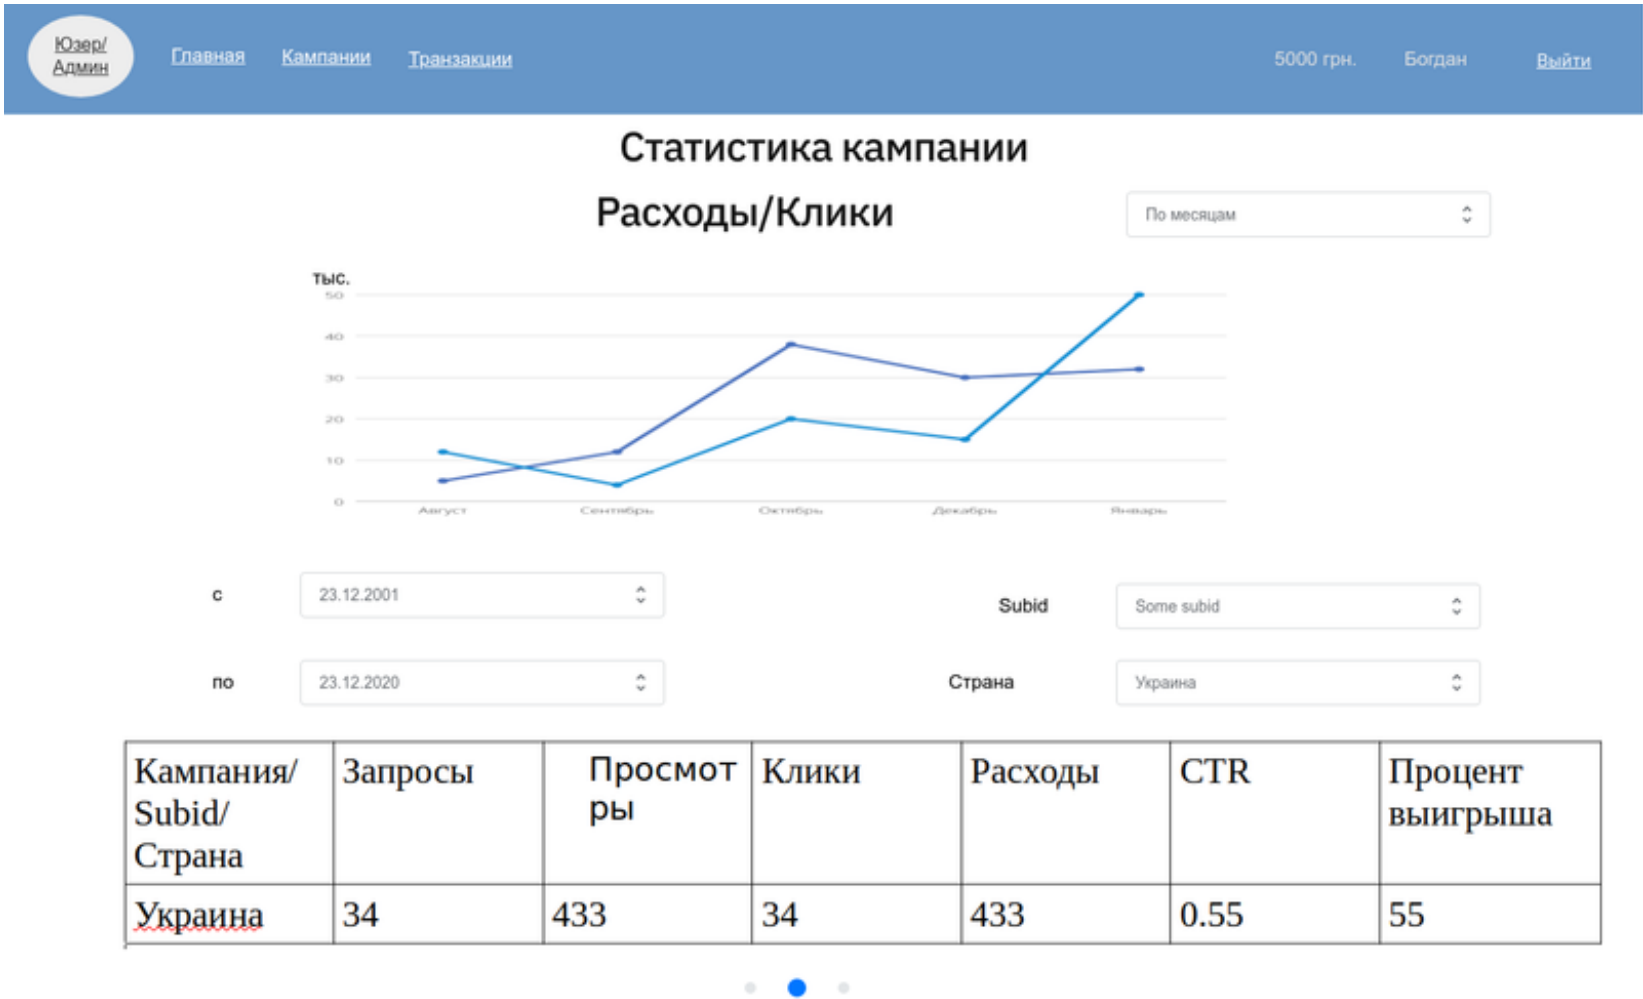 Юзер/
Админ
Главная Кампании Транзакции 5000 грн. Богдан Выйти
Статистика кампании
Расходы/Клики По месяцам
тыс.
50
40
30
20
10
0
Август Сентябрь Октябрь Декабрь Январь
с 23.12.2001 Subid Some subid
по 23.12.2020 Страна Украина
Кампания/ Запросы Просмот Клики Расходы CTR Процент
Subid/ ры выигрыша
Страна
Украина 34 433 34 433 0.55 55